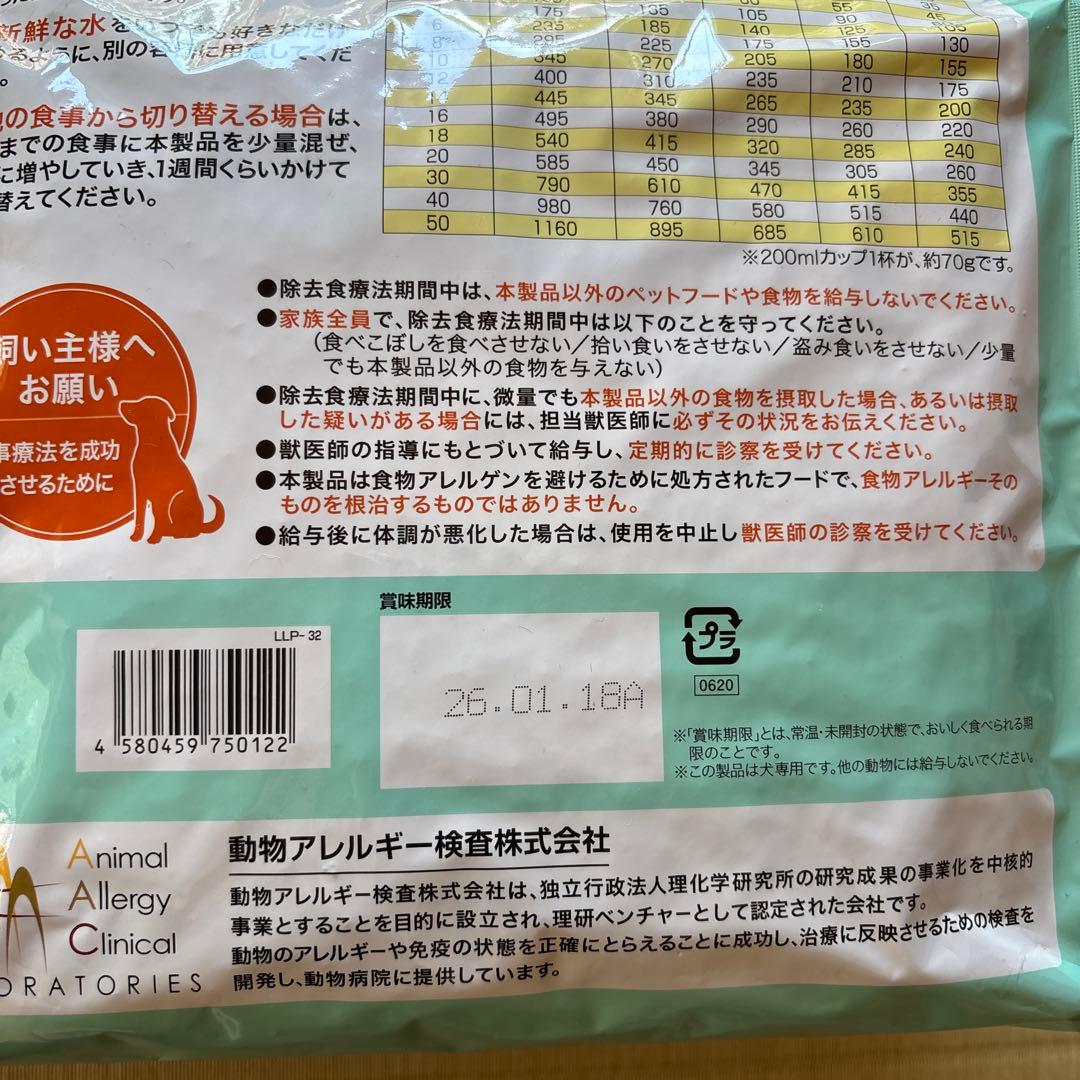 新鮮な水を
好きなだけ
るように、別の容器に用意してくだ
。
他の食事から切り替える場合は、
までの食事に本製品を少量混ぜ、
に増やしていき、1週間くらいかけて
替えてください。
175 135 105 90
6 235 185 140 125
8 295 225 175 155 130
10 345 270 205 180 155
12 400 310 235 210 175
445 345 265 235 200
16 495 380 290 260 220
18 540 415 320 285 240
20 585 450 345 305 260
30 790 610 470 415 355
40 980 760 580 515 440
50 1160 895 685 610 515
※200mlカップ1杯が、約70gです。
飼い主様へ
お願い
事療法を成功
させるために
●除去食療法期間中は、本製品以外のペットフードや食物を給与しないでください。
●家族全員で、除去食療法期間中は以下のことを守ってください。
(食べこぼしを食べさせない/拾い食いをさせない/盗み食いをさせない/少量
でも本製品以外の食物を与えない)
●除去食療法期間中に、微量でも本製品以外の食物を摂取した場合、あるいは摂取
した疑いがある場合には、担当獣医師に必ずその状況をお伝えください。
●獣医師の指導にもとづいて給与し、定期的に診察を受けてください。
●本製品は食物アレルゲンを避けるために処方されたフードで、食物アレルギーその
ものを根治するものではありません。
●給与後に体調が悪化した場合は、使用を中止し獣医師の診察を受けてください。
LLP-32
4 580459 750122
賞味期限
26.01.18A
プラ
0620
※「賞味期限」とは、常温・未開封の状態で、おいしく食べられる期
限のことです。
※この製品は犬専用です。他の動物には給与しないでください。
Animal
Allergy
Clinical
ORATORIES
動物アレルギー検査株式会社
動物アレルギー検査株式会社は、独立行政法人理化学研究所の研究成果の事業化を中核的
事業とすることを目的に設立され、理研ベンチャーとして認定された会社です。
動物のアレルギーや免疫の状態を正確にとらえることに成功し、治療に反映させるための検査を
開発し、動物病院に提供しています。